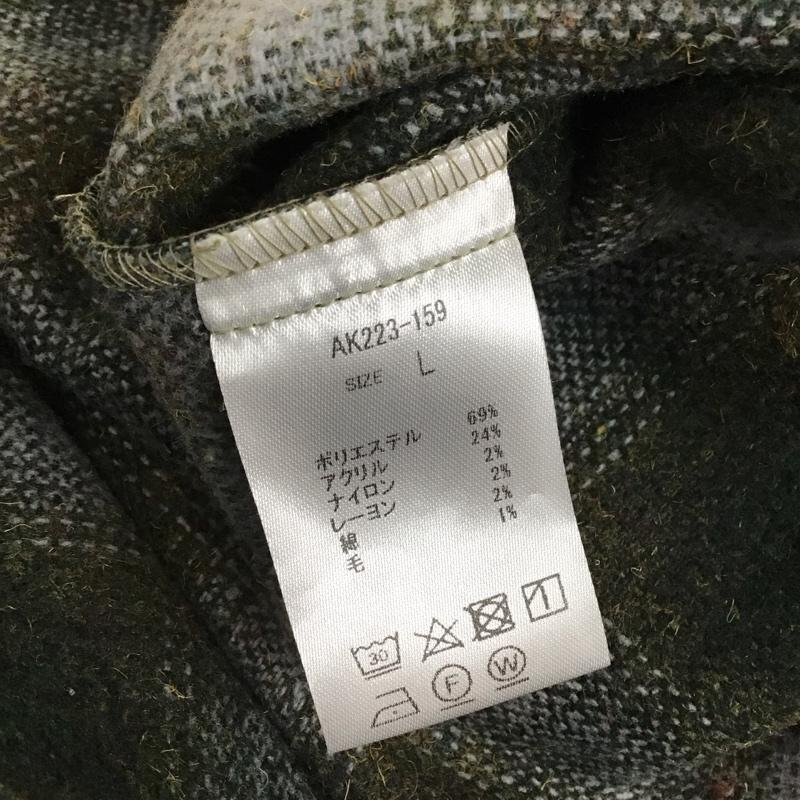 AK223-159
SIZE L
ポリエステル 69%
アクリル 24%
ナイロン 2%
レーヨン 2%
綿 2%
毛 1%
30
F W